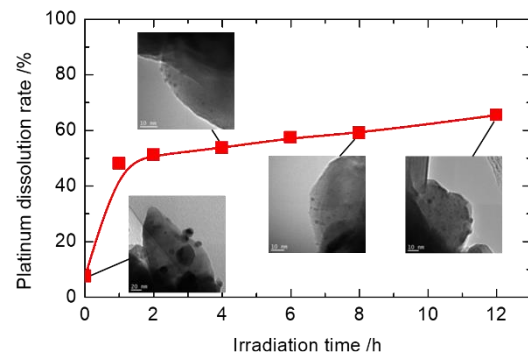 Platinum dissolution rate /%
100
80
60
40
20
0
10 nm
20 nm
10 nm
10 nm
0 2 4 6 8 10 12
Irradiation time /h